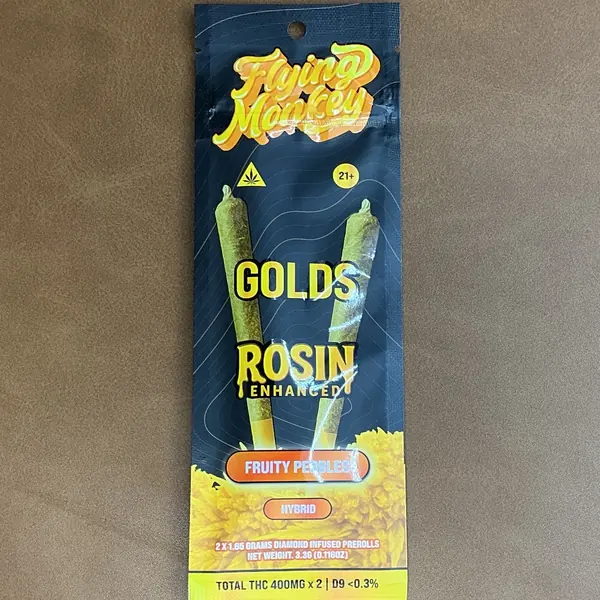 Flying
Monkey
21+
GOLDS
ROSIN
ENHANCED
FRUITY PEBBLES
HYBRID
2 X 1.65 GRAMS DIAMOND INFUSED PREROLLS
NET WEIGHT. 3.3G (0.116OZ)
TOTAL THC 400MG x 2 | D9 <0.3%